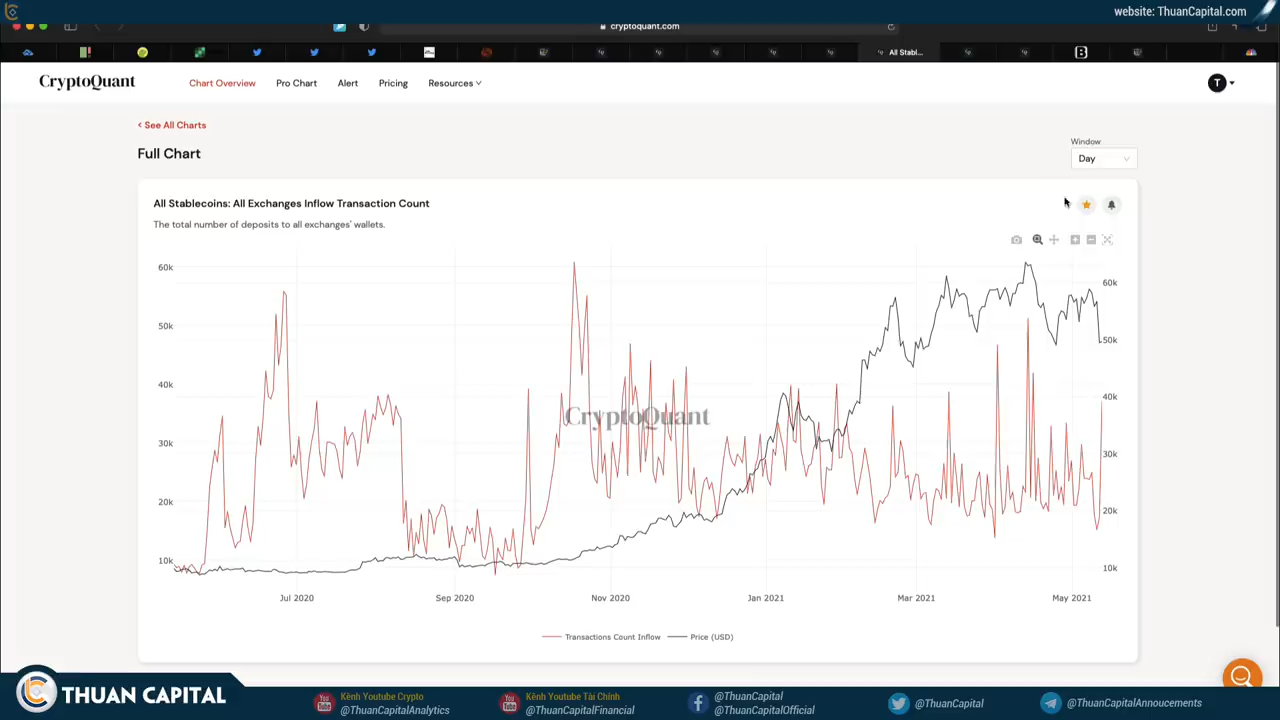 website: ThuanCapital.com
cryptoquant.com
All Stabl...
CryptoQuant
Chart Overview
Pro Chart
Alert
Pricing
Resources
T
< See All Charts
Full Chart
Window
Day
All Stablecoins: All Exchanges Inflow Transaction Count
The total number of deposits to all exchanges' wallets.
60k
50k
40k
30k
20k
10k
60k
50k
40k
30k
20k
10k
CryptoQuant
Jul 2020
Sep 2020
Nov 2020
Jan 2021
Mar 2021
May 2021
Transactions Count Inflow
Price (USD)
THUAN CAPITAL
Kênh Youtube Crypto
@ThuanCapitalAnalytics
Kênh Youtube Tài Chính
@ThuanCapitalFinancial
@ThuanCapital
@ThuanCapitalOfficial
@ThuanCapital
@ThuanCapitalAnnoucements